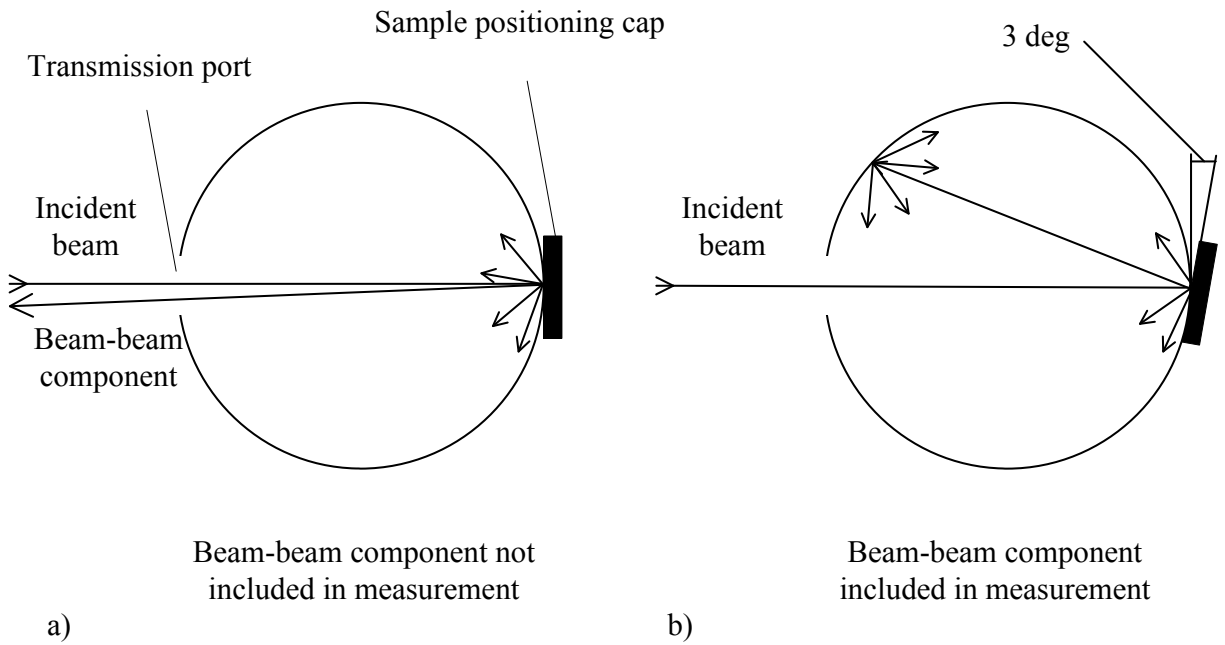 Sample positioning cap
3 deg
Transmission port
Incident
beam
Beam-beam
component
Incident
beam
Beam-beam component not
included in measurement
a)
Beam-beam component
included in measurement
b)